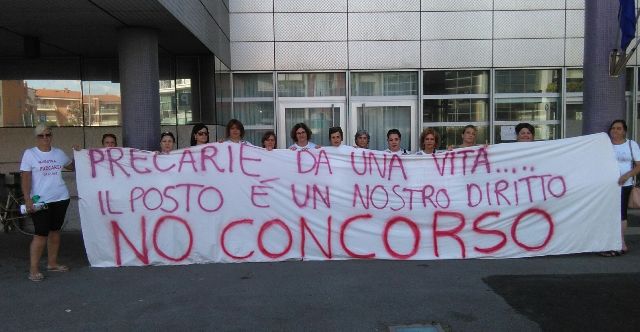 PRECARIE DA UNA VITA.....
IL POSTO É UN NOSTRO DIRITTO
NO CONCORSO